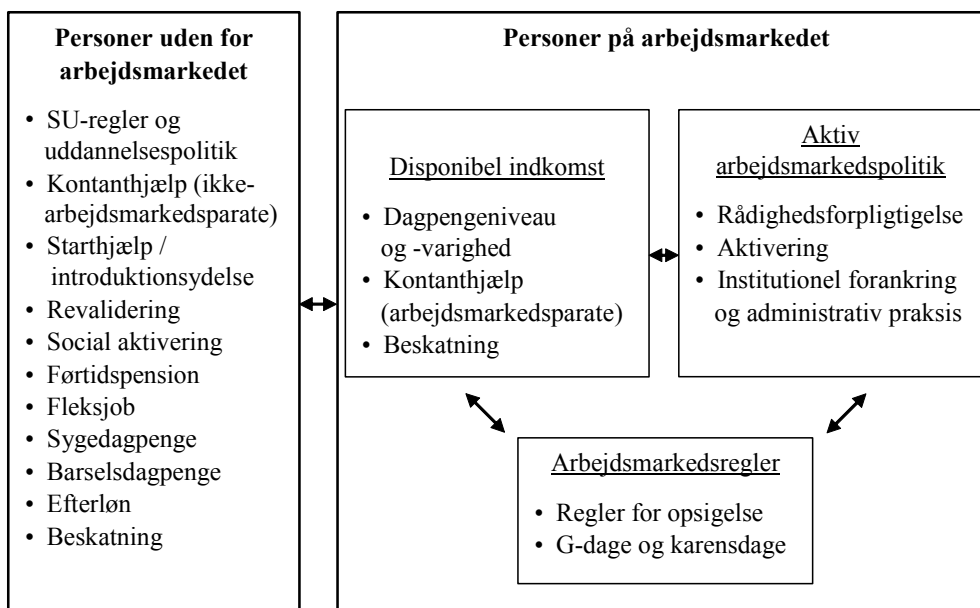 Personer uden for
arbejdsmarkedet
• SU-regler og
uddannelsespolitik
• Kontanthjælp (ikke-
arbejdsmarkedsparate)
• Starthjælp /
introduktionsydelse
• Revalidering
• Social aktivering
• Førtidspension
• Fleksjob
• Sygedagpenge
• Barselsdagpenge
• Efterløn
• Beskatning
Personer på arbejdsmarkedet
Disponibel indkomst
• Dagpengeniveau
og -varighed
• Kontanthjælp
(arbejdsmarkedsparate)
• Beskatning
Aktiv
arbejdsmarkedspolitik
• Rådighedsforpligtigelse
• Aktivering
• Institutionel forankring
og administrativ praksis
Arbejdsmarkedsregler
• Regler for opsigelse
• G-dage og karensdage